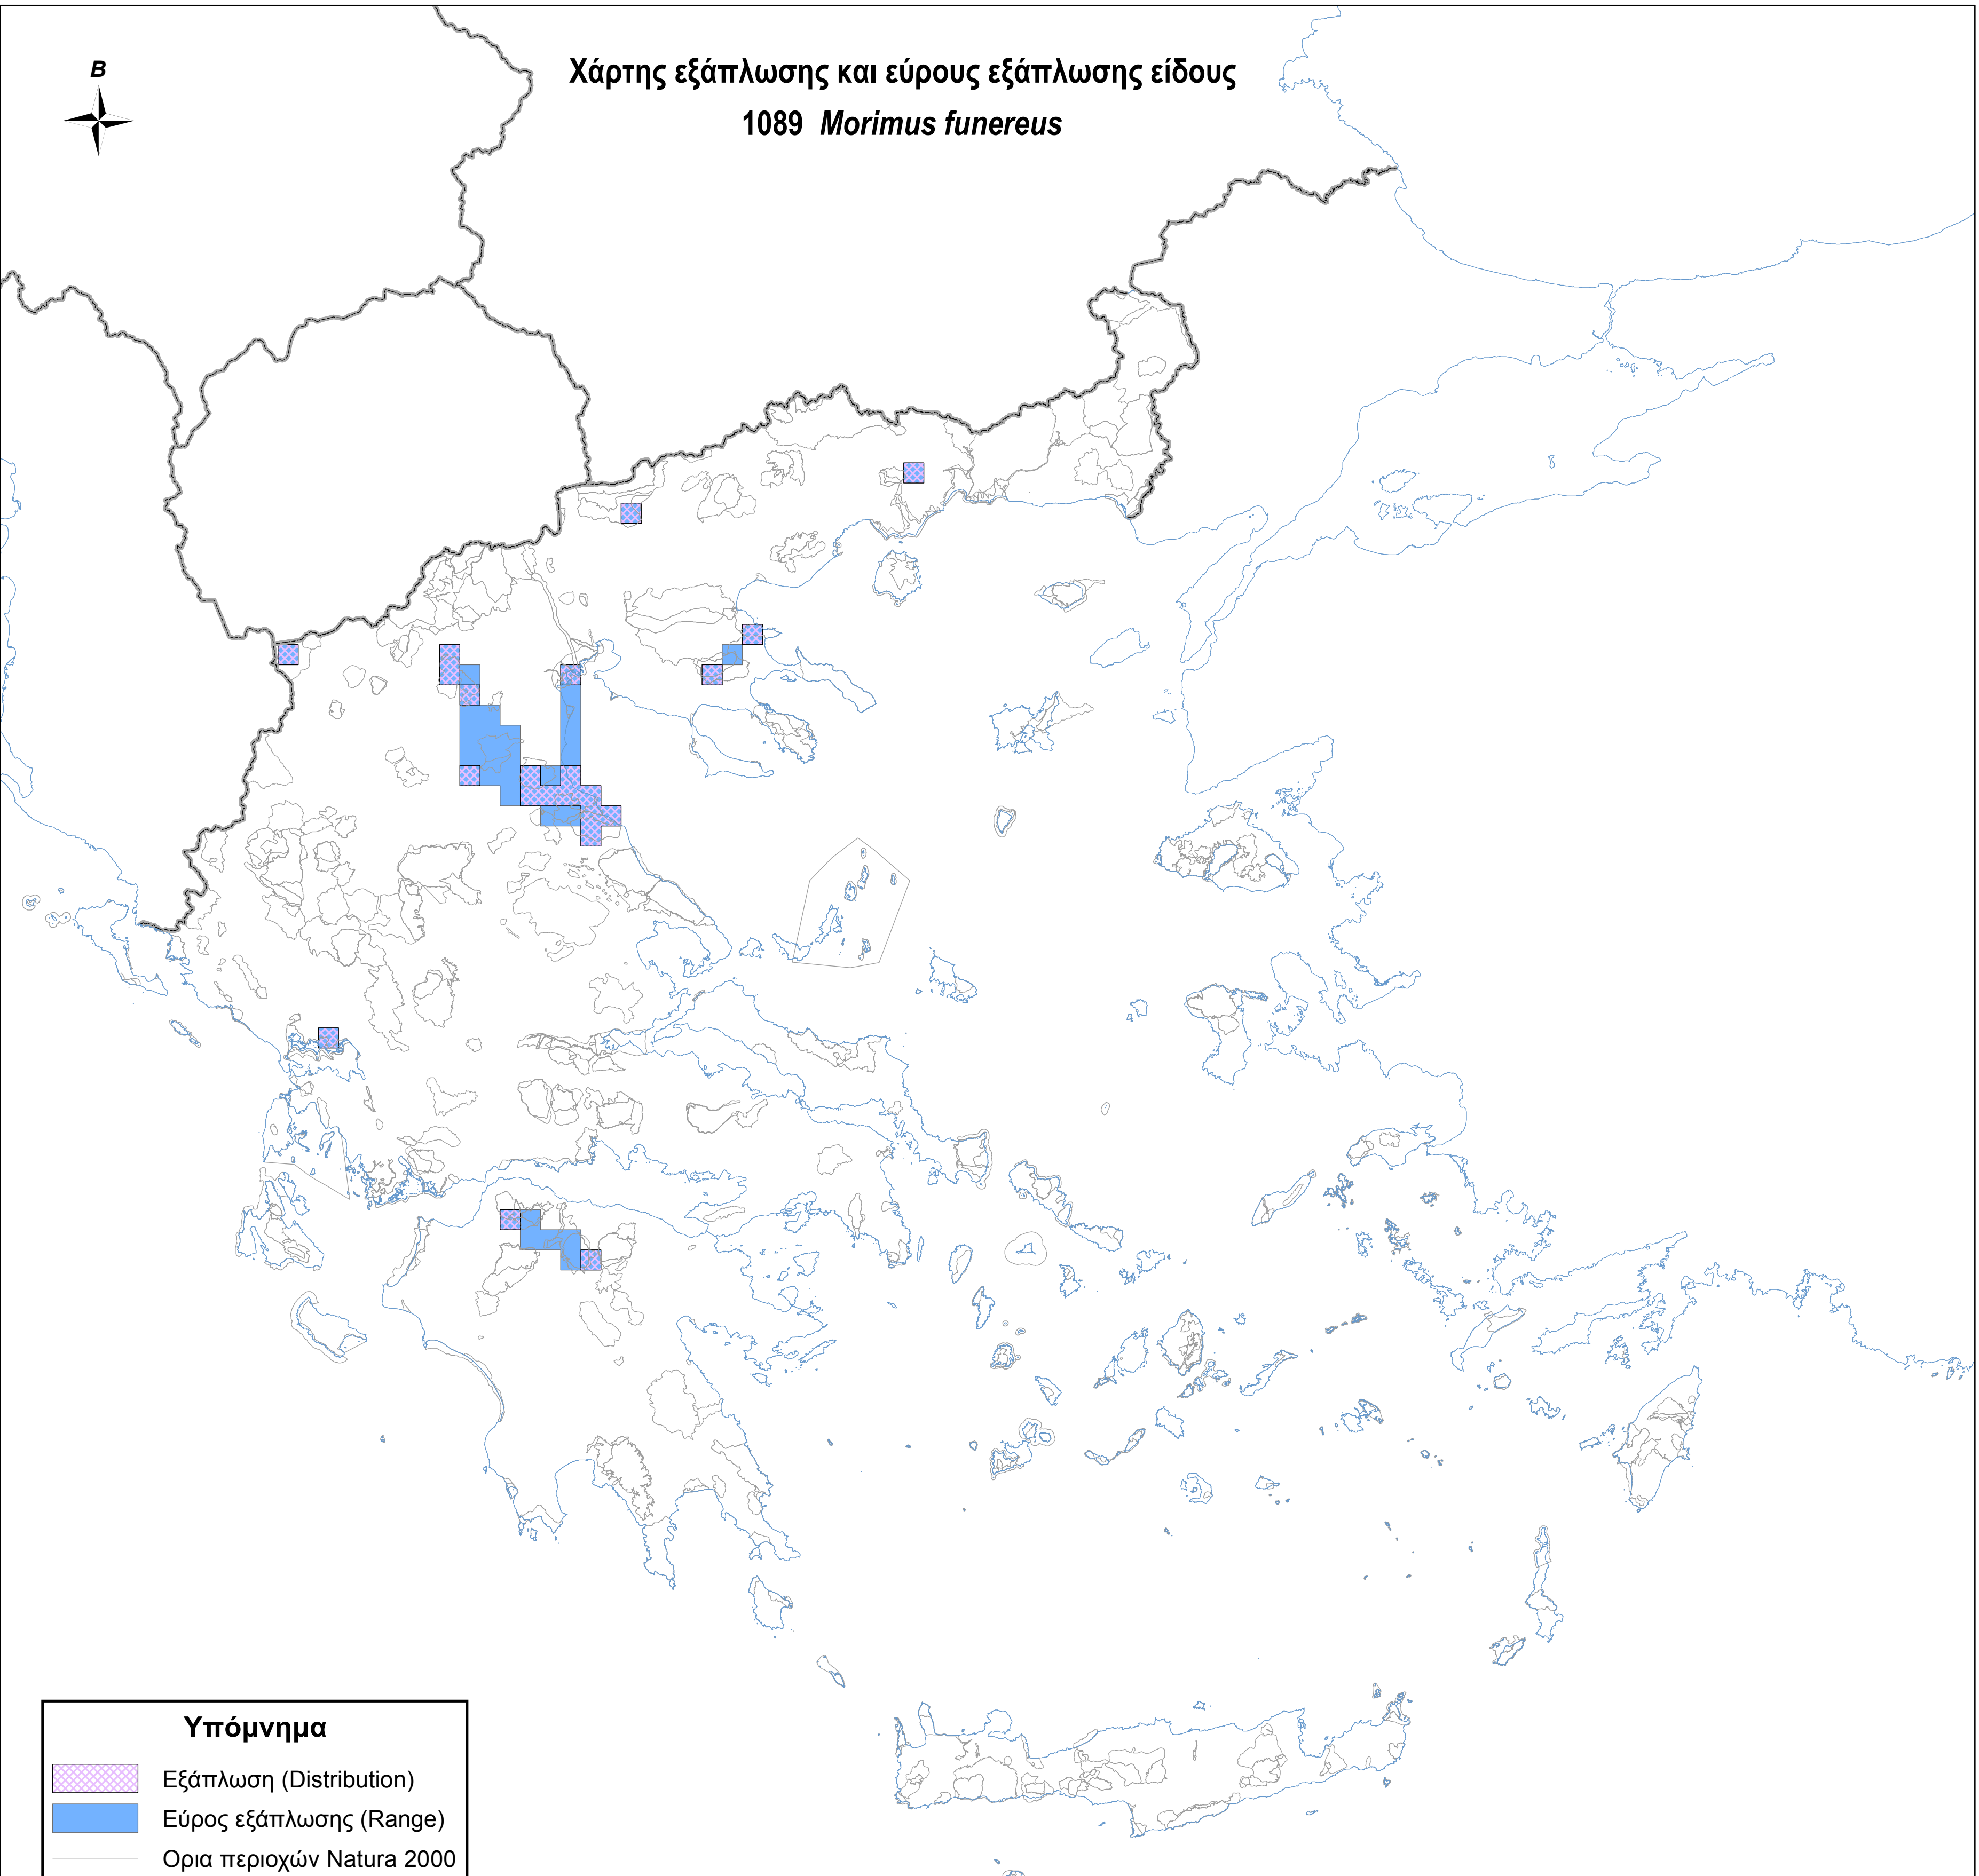 B
Χάρτης εξάπλωσης και εύρους εξάπλωσης είδους
1089 Morimus funereus
Υπόμνημα
Εξάπλωση (Distribution)
Εύρος εξάπλωσης (Range)
Ορια περιοχών Natura 2000